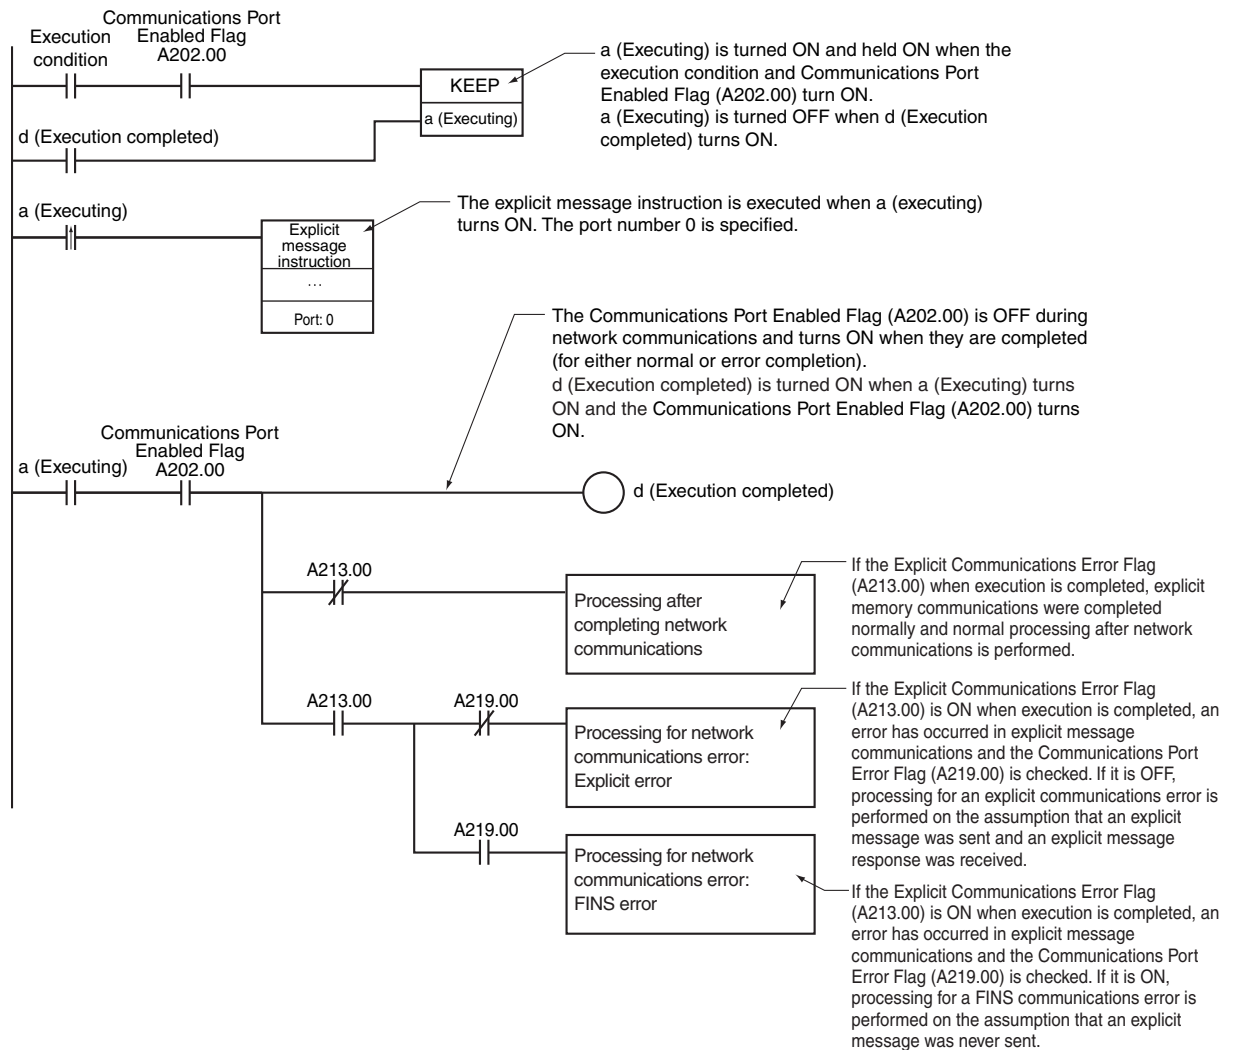 Communications Port
Enabled Flag
A202.00
Execution
condition
KEEP
a (Executing)
a (Executing) is turned ON and held ON when the
execution condition and Communications Port
Enabled Flag (A202.00) turn ON.
a (Executing) is turned OFF when d (Execution
completed) turns ON.
d (Execution completed)
a (Executing)
Explicit
message
instruction
...
Port: 0
The explicit message instruction is executed when a (executing)
turns ON. The port number 0 is specified.
The Communications Port Enabled Flag (A202.00) is OFF during
network communications and turns ON when they are completed
(for either normal or error completion).
d (Execution completed) is turned ON when a (Executing) turns
ON and the Communications Port Enabled Flag (A202.00) turns
ON.
Communications Port
Enabled Flag
A202.00
a (Executing)
d (Execution completed)
A213.00
Processing after
completing network
communications
If the Explicit Communications Error Flag
(A213.00) when execution is completed, explicit
memory communications were completed
normally and normal processing after network
communications is performed.
A213.00
A219.00
Processing for network
communications error:
Explicit error
If the Explicit Communications Error Flag
(A213.00) is ON when execution is completed, an
error has occurred in explicit message
communications and the Communications Port
Error Flag (A219.00) is checked. If it is OFF,
processing for an explicit communications error is
performed on the assumption that an explicit
message was sent and an explicit message
response was received.
A219.00
Processing for network
communications error:
FINS error
If the Explicit Communications Error Flag
(A213.00) is ON when execution is completed, an
error has occurred in explicit message
communications and the Communications Port
Error Flag (A219.00) is checked. If it is ON,
processing for a FINS communications error is
performed on the assumption that an explicit
message was never sent.